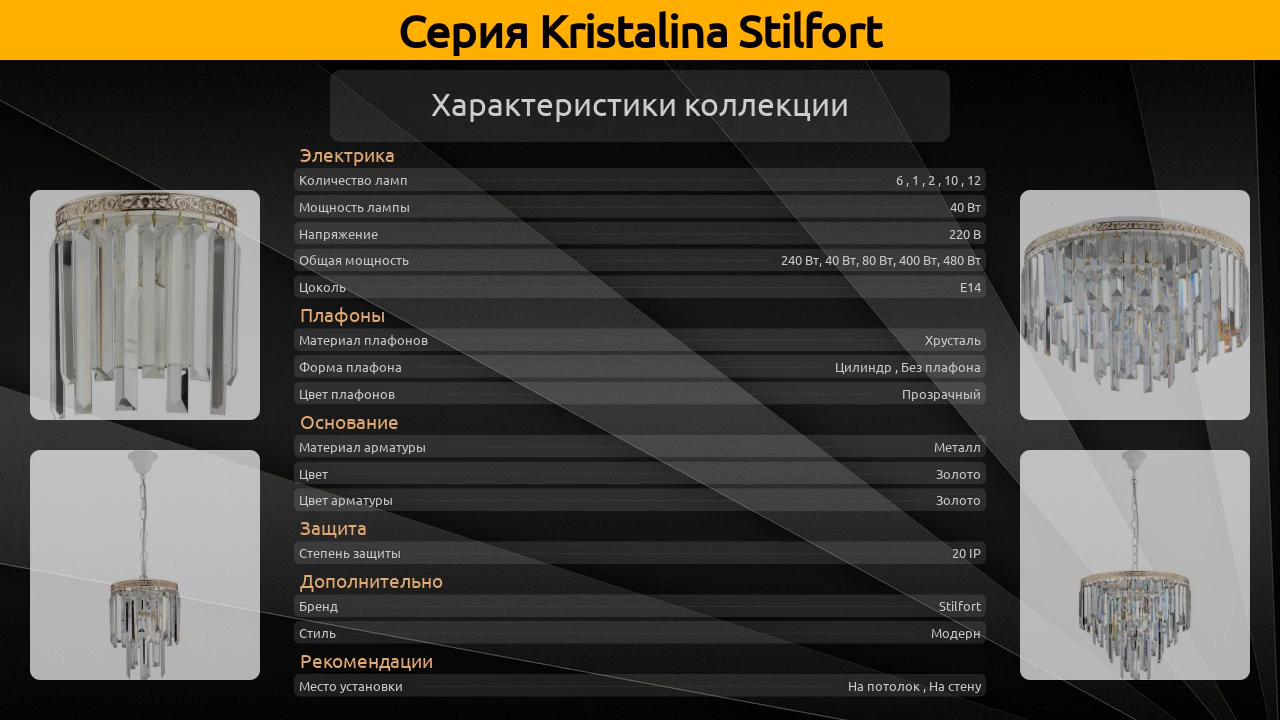 Серия Kristalina Stilfort
Характеристики коллекции
Электрика
Количество ламп 6 , 1 , 2 , 10 , 12
Мощность лампы 40 Вт
Напряжение 220 В
Общая мощность 240 Вт, 40 Вт, 80 Вт, 400 Вт, 480 Вт
Цоколь E14
Плафоны
Материал плафонов Хрусталь
Форма плафона Цилиндр , Без плафона
Цвет плафонов Прозрачный
Основание
Материал арматуры Металл
Цвет Золото
Цвет арматуры Золото
Защита
Степень защиты 20 IP
Дополнительно
Бренд Stilfort
Стиль Модерн
Рекомендации
Место установки На потолок , На стену